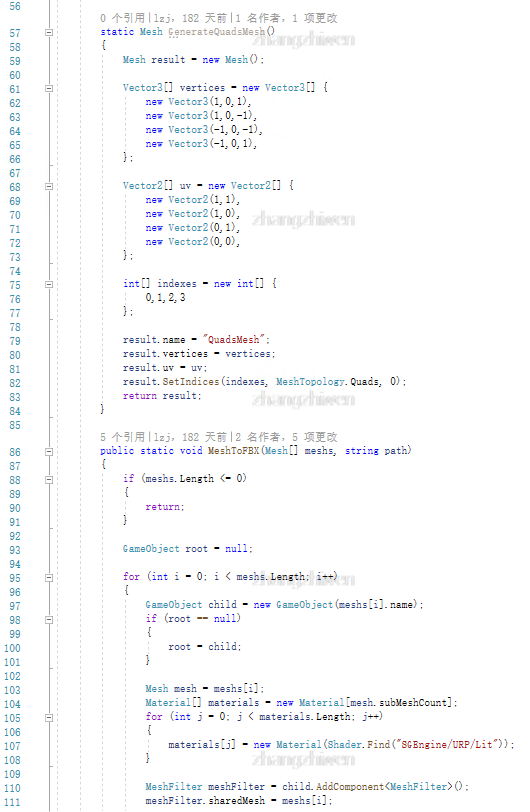 56
0 个引用|lzj，182 天前|1 名作者，1 项更改
57 static Mesh GenerateQuadsMesh()
58 {
59 Mesh result = new Mesh();
60
61 Vector3[] vertices = new Vector3[] {
62 new Vector3(1,0,1),
63 new Vector3(1,0,-1),
64 new Vector3(-1,0,-1),
65 new Vector3(-1,0,1),
66 };
67
68 Vector2[] uv = new Vector2[] {
69 new Vector2(1,1),
70 new Vector2(1,0),
71 new Vector2(0,1),
72 new Vector2(0,0),
73 };
74
75 int[] indexes = new int[] {
76 0,1,2,3
77 };
78
79 result.name = "QuadsMesh";
80 result.vertices = vertices;
81 result.uv = uv;
82 result.SetIndices(indexes, MeshTopology.Quads, 0);
83 return result;
84 }
85
5 个引用|lzj，182 天前|2 名作者，5 项更改
86 public static void MeshToFBX(Mesh[] meshs, string path)
87 {
88 if (meshs.Length <= 0)
89 {
90 return;
91 }
92
93 GameObject root = null;
94
95 for (int i = 0; i < meshs.Length; i++)
96 {
97 GameObject child = new GameObject(meshs[i].name);
98 if (root == null)
99 {
100 root = child;
101 }
102
103 Mesh mesh = meshs[i];
104 Material[] materials = new Material[mesh.subMeshCount];
105 for (int j = 0; j < materials.Length; j++)
106 {
107 materials[j] = new Material(Shader.Find("SGEngine/URP/Lit"));
108 }
109
110 MeshFilter meshFilter = child.AddComponent<MeshFilter>();
111 meshFilter.sharedMesh = meshs[i];
zhangzhiwen
zhangzhiwen
zhangzhiwen
zhangzhiwen
zhangzhiwen